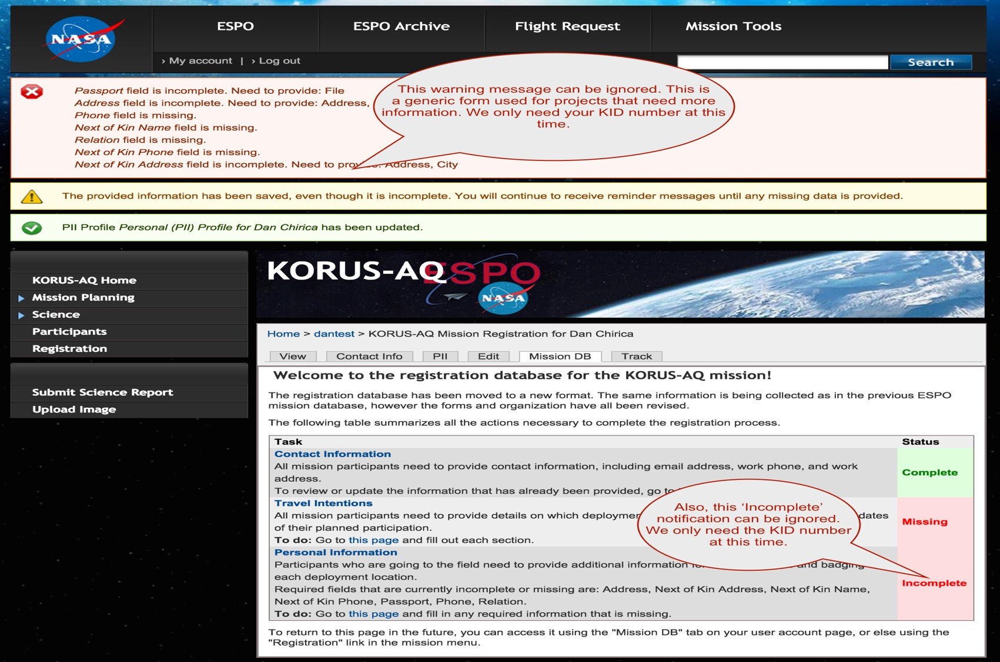 NASA
ESPO
ESPO Archive
Flight Request
Mission Tools
› My account | › Log out
Search
Passport field is incomplete. Need to provide: File
Address field is incomplete. Need to provide: Address,
Phone field is missing.
Next of Kin Name field is missing.
Relation field is missing.
Next of Kin Phone field is missing.
Next of Kin Address field is incomplete. Need to Address, City
This warning message can be ignored. This is
a generic form used for projects that need more
information. We only need your KID number at this
time.
The provided information has been saved, even though it is incomplete. You will continue to receive reminder messages until any missing data is provided.
PII Profile Personal (PII) Profile for Dan Chirica has been updated.
KORUS-AQ Home
Mission Planning
Science
Participants
Registration
Submit Science Report
Upload Image
KORUS-AQ
ESPO
NASA
Home > dantest > KORUS-AQ Mission Registration for Dan Chirica
View
Contact Info
PII
Edit
Mission DB
Track
Welcome to the registration database for the KORUS-AQ mission!
The registration database has been moved to a new format. The same information is being collected as in the previous ESPO
mission database, however the forms and organization have all been revised.
The following table summarizes all the actions necessary to complete the registration process.
Task
Status
Contact Information
All mission participants need to provide contact information, including email address, work phone, and work
address.
To review or update the information that has already been provided, go to
Complete
Travel Intentions
All mission participants need to provide details on which dates
of their planned participation.
To do: Go to this page and fill out each section.
Missing
Also, this ‘Incomplete’
notification can be ignored.
We only need the KID number
at this time.
Personal Information
Participants who are going to the field need to provide additional information and badging
each deployment location.
Required fields that are currently incomplete or missing are: Address, Next of Kin Address, Next of Kin Name,
Next of Kin Phone, Passport, Phone, Relation.
To do: Go to this page and fill in any required information that is missing.
Incomplete
To return to this page in the future, you can access it using the "Mission DB" tab on your user account page, or else using the
"Registration" link in the mission menu.